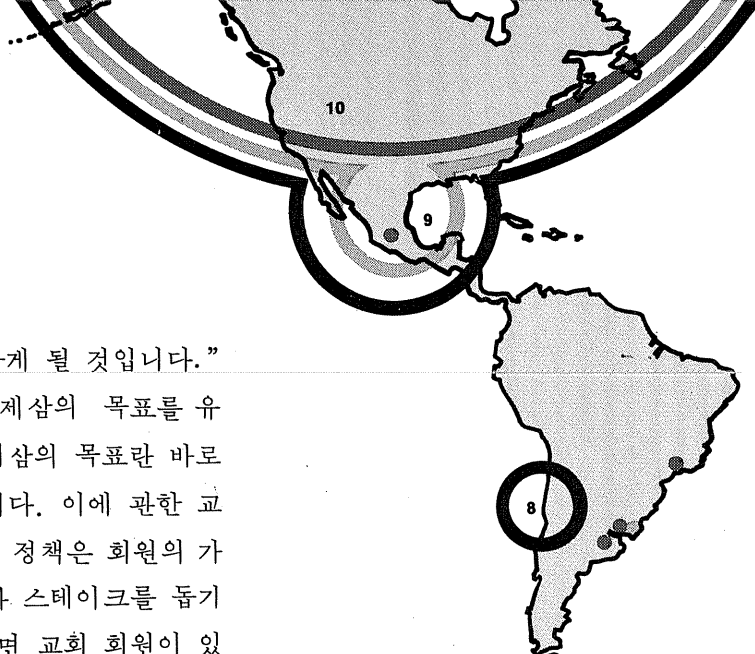 10
9
게 될 것입니다.”
제삼의 목표를 유
삼의 목표란 바로
다. 이에 관한 교
정책은 회원의 가
스테이크를 돕기
교회 회원이 있
8